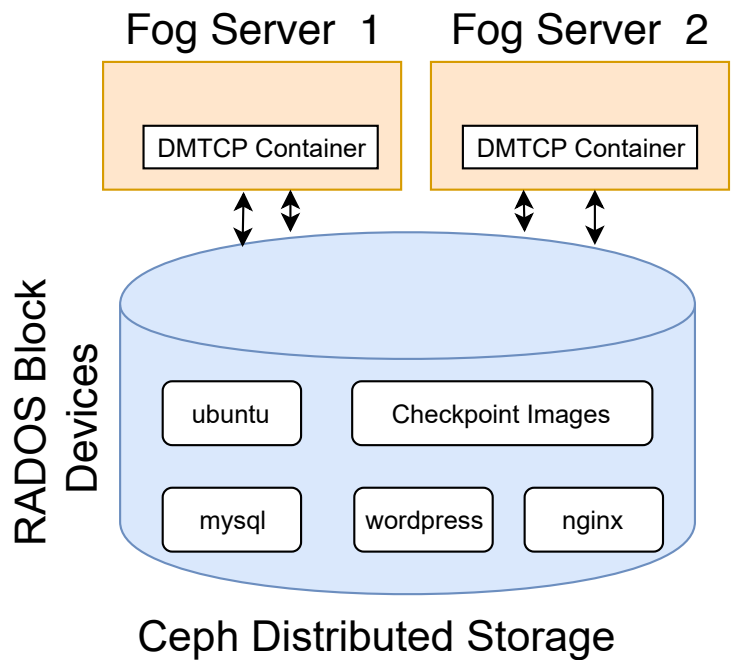 Fog Server 1
Fog Server 2
DMTCP Container
DMTCP Container
RADOS Block
Devices
ubuntu
Checkpoint Images
mysql
wordpress
nginx
Ceph Distributed Storage